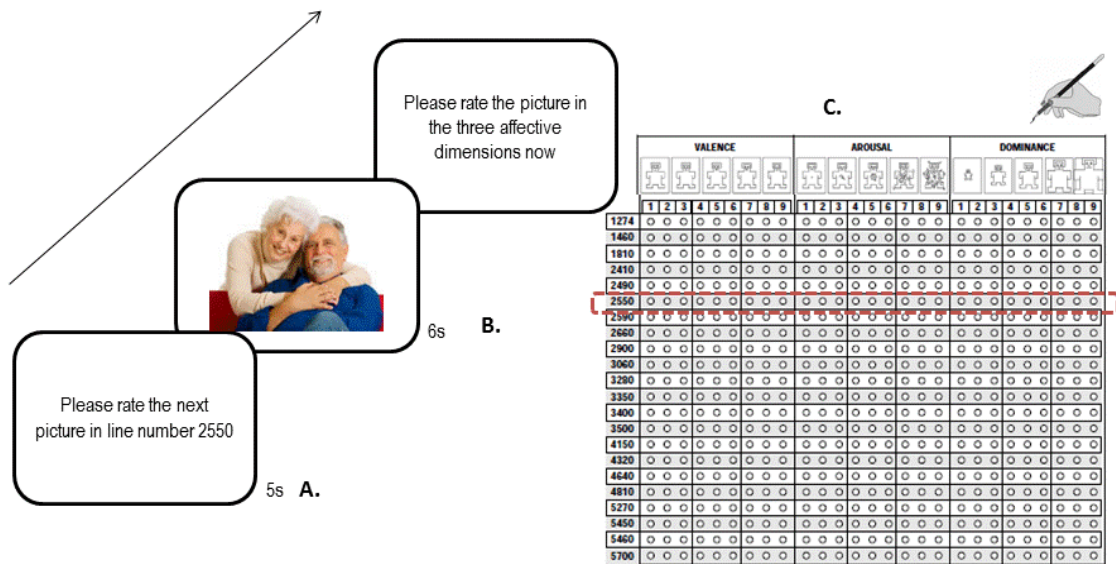 Please rate the picture in
the three affective
dimensions now
6s
B.
Please rate the next
picture in line number 2550
5s
A.
C.
VALENCE AROUSAL DOMINANCE
1 2 3 4 5 6 7 8 9 1 2 3 4 5 6 7 8 9 1 2 3 4 5 6 7 8 9
1274
1460
1810
2410
2490
2550
2590
2660
2900
3060
3280
3350
3400
3500
4150
4320
4640
4810
5270
5450
5460
5700